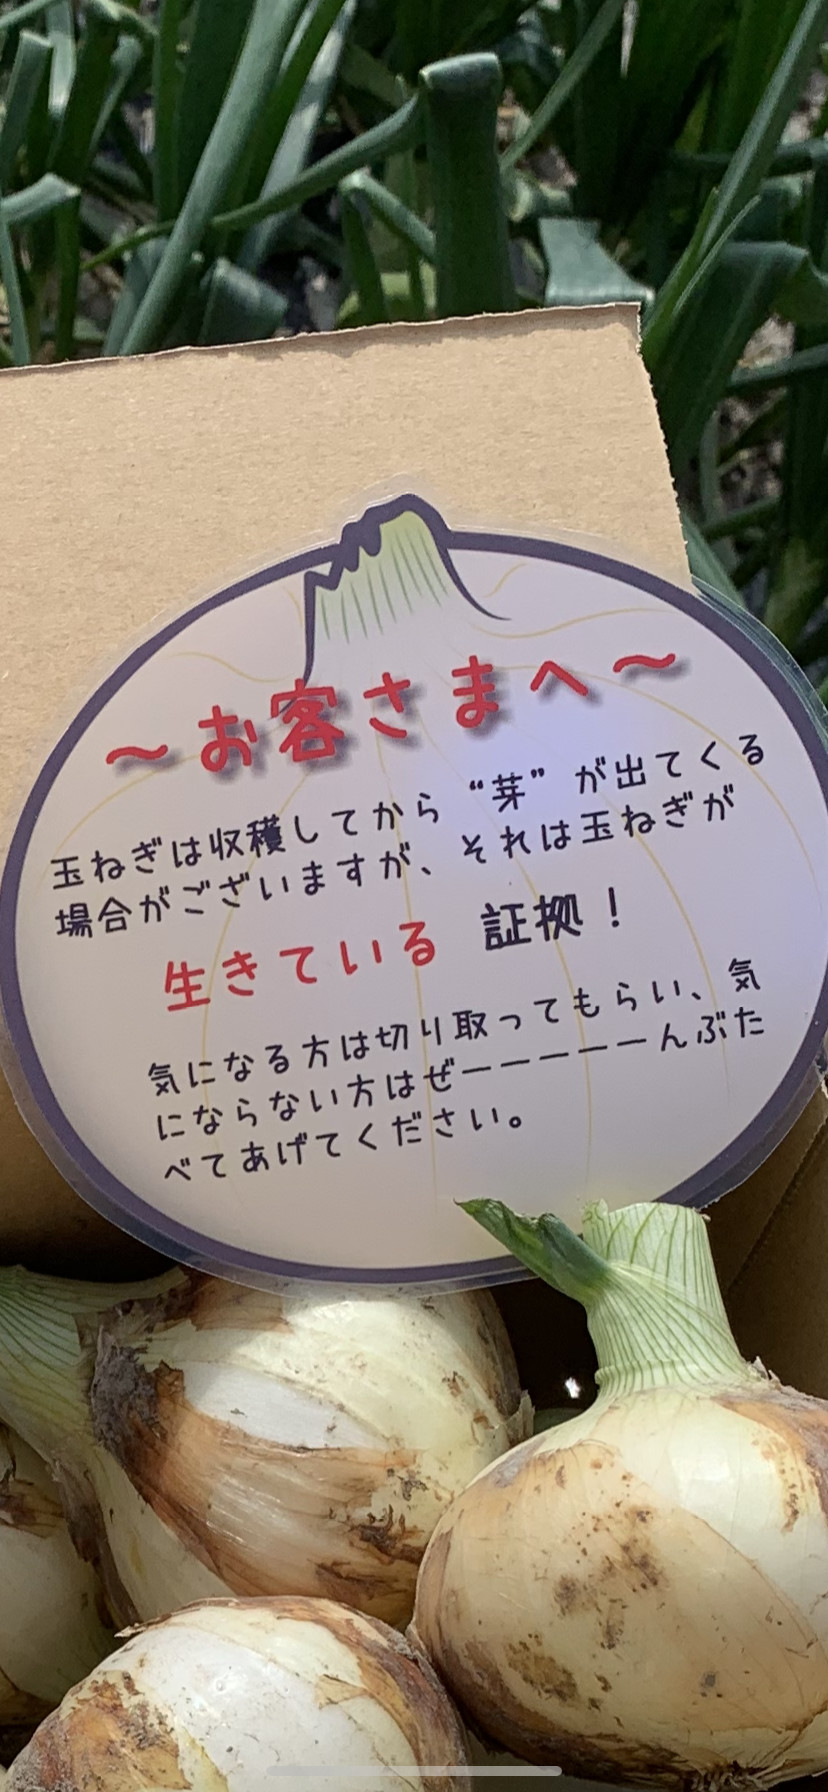 ～お客さまへ～
玉ねぎは収穫してから “芽” が出てくる
場合がございますが、それは玉ねぎが
生きている 証拠！
気になる方は切り取ってもらい、気
にならない方はぜーーーーーんぶた
べてあげてください。